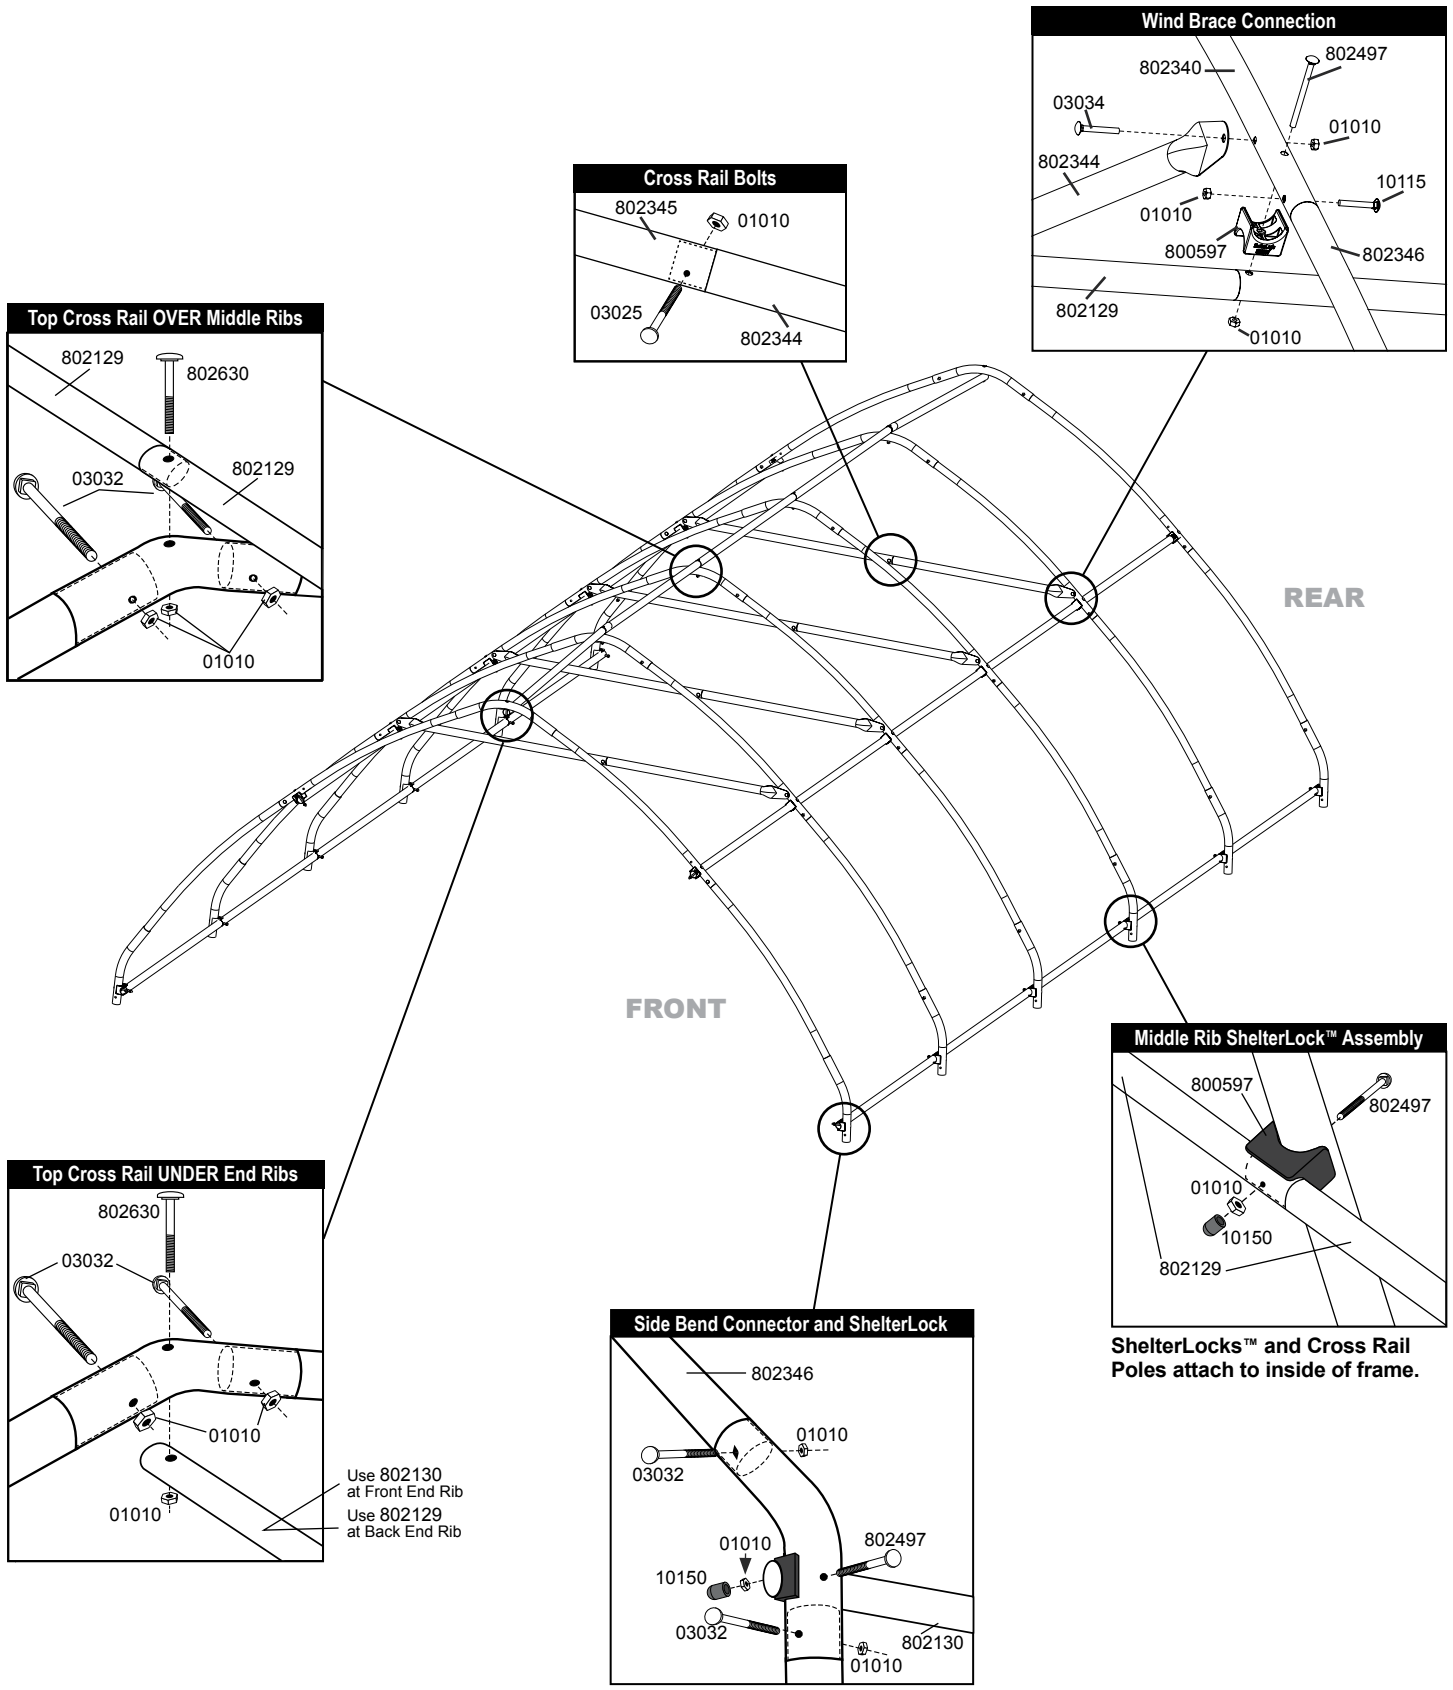 Wind Brace Connection
802340
802497
03034
01010
802344
10115
01010
800597
802346
802129
01010
Cross Rail Bolts
802345
01010
03025
802344
Top Cross Rail OVER Middle Ribs
802129
802630
802129
03032
01010
REAR
FRONT
Middle Rib ShelterLock™ Assembly
800597
802497
01010
10150
802129
ShelterLocks™ and Cross Rail
Poles attach to inside of frame.
Top Cross Rail UNDER End Ribs
802630
03032
01010
01010
Use 802130
at Front End Rib
Use 802129
at Back End Rib
Side Bend Connector and ShelterLock
802346
01010
03032
01010
802497
10150
03032
802130
01010